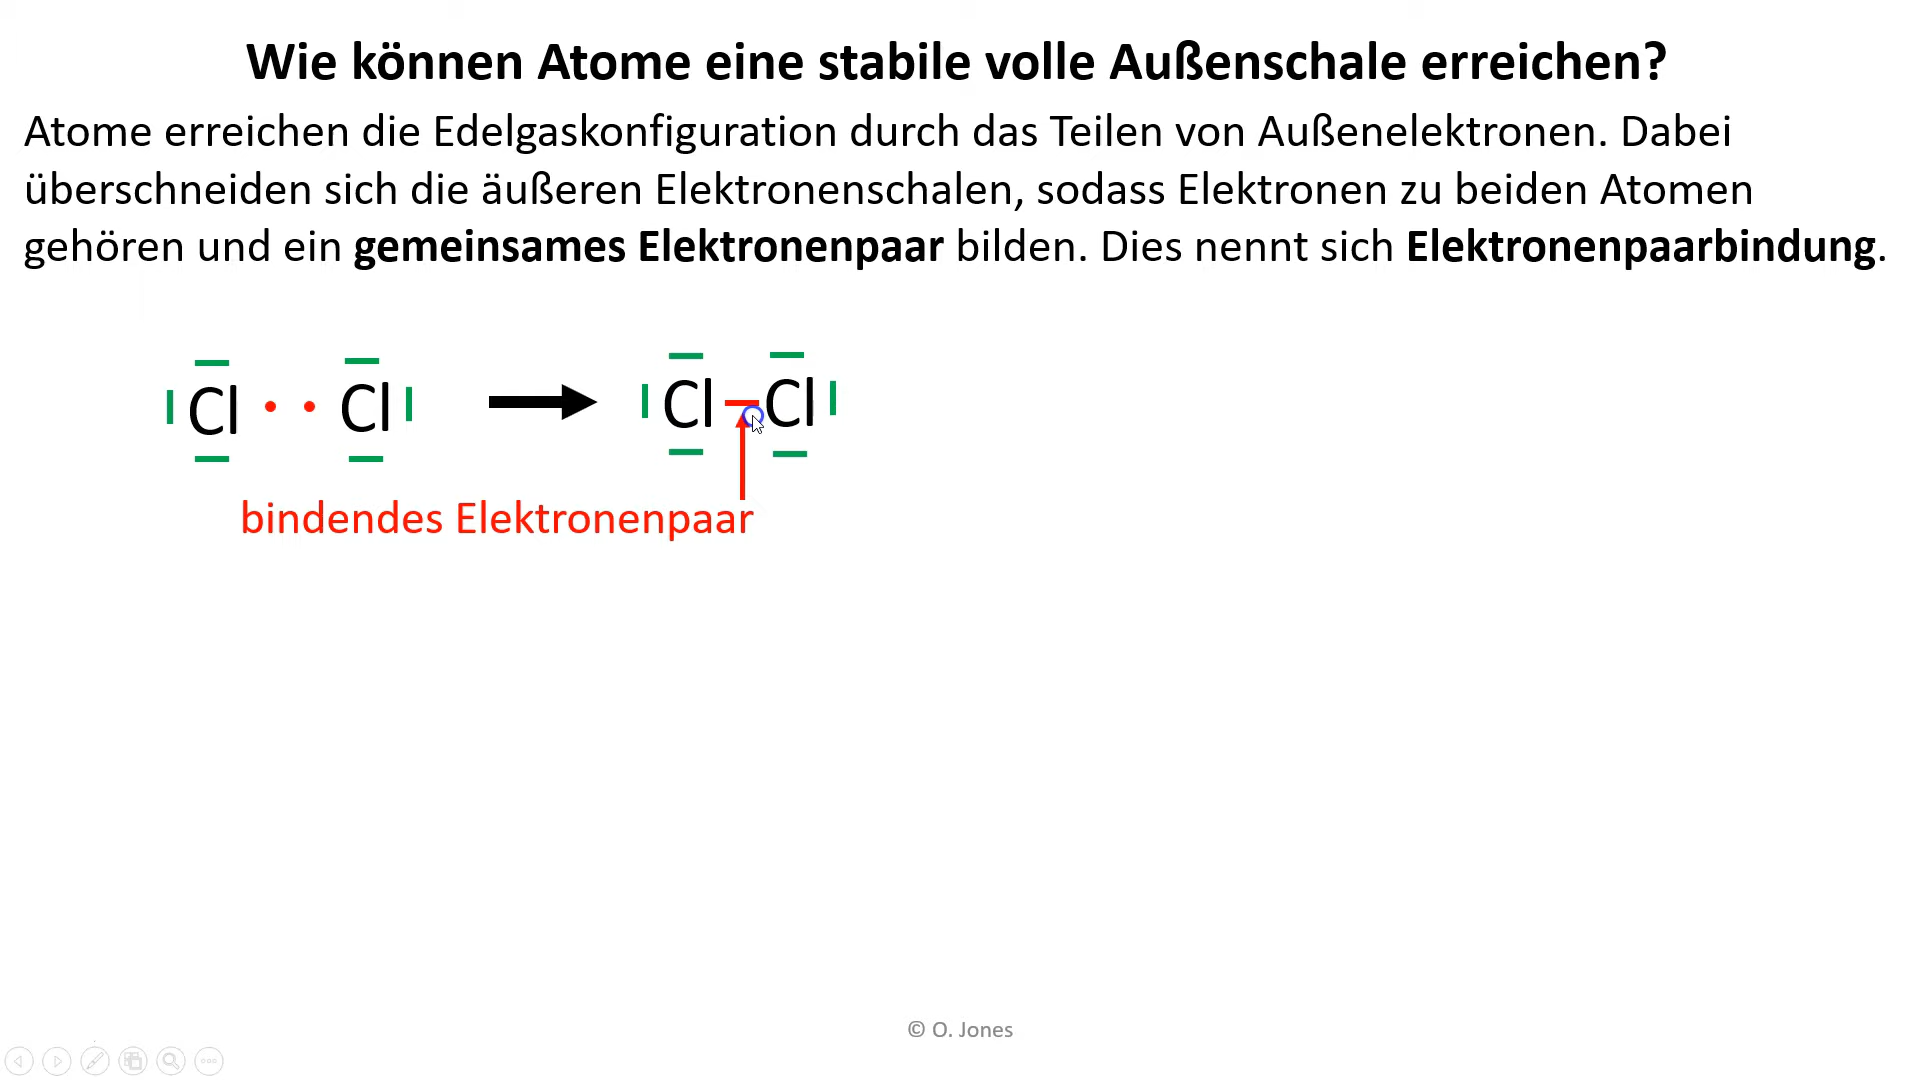 Wie können Atome eine stabile volle Außenschale erreichen?
Atome erreichen die Edelgaskonfiguration durch das Teilen von Außenelektronen. Dabei
überschneiden sich die äußeren Elektronenschalen, sodass Elektronen zu beiden Atomen
gehören und ein gemeinsames Elektronenpaar bilden. Dies nennt sich Elektronenpaarbindung.
Cl · · Cl Cl – Cl
bindendes Elektronenpaar
© O. Jones